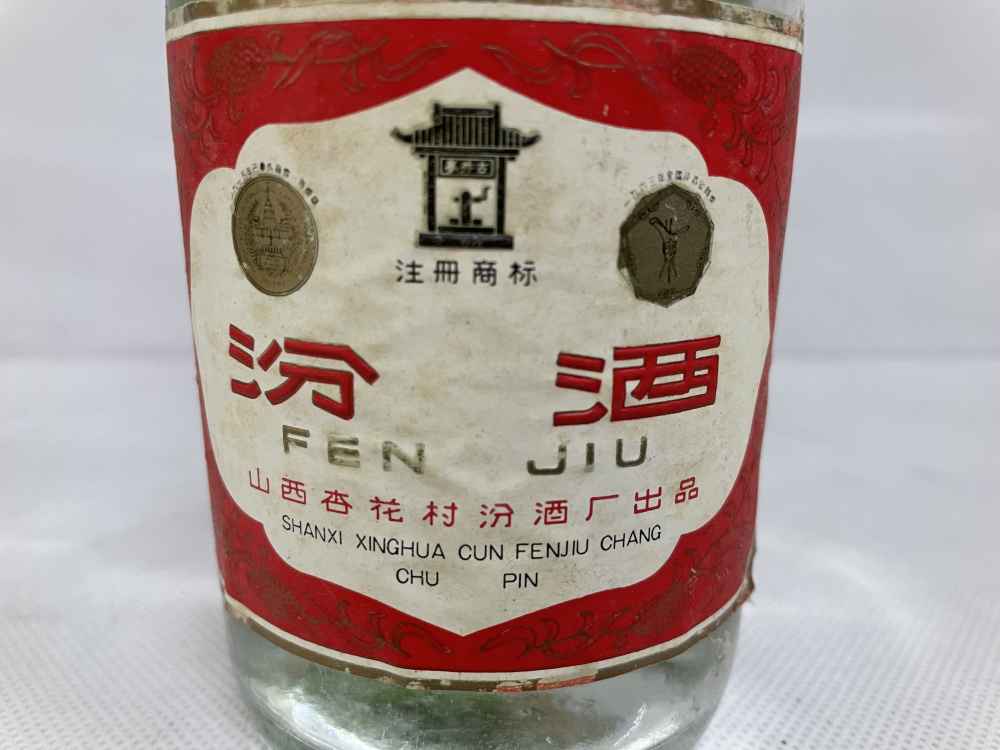 注冊商标
汾 酒
FEN JIU
山西杏花村汾酒厂出品
SHANXI XINGHUA CUN FENJIU CHANG
CHU PIN